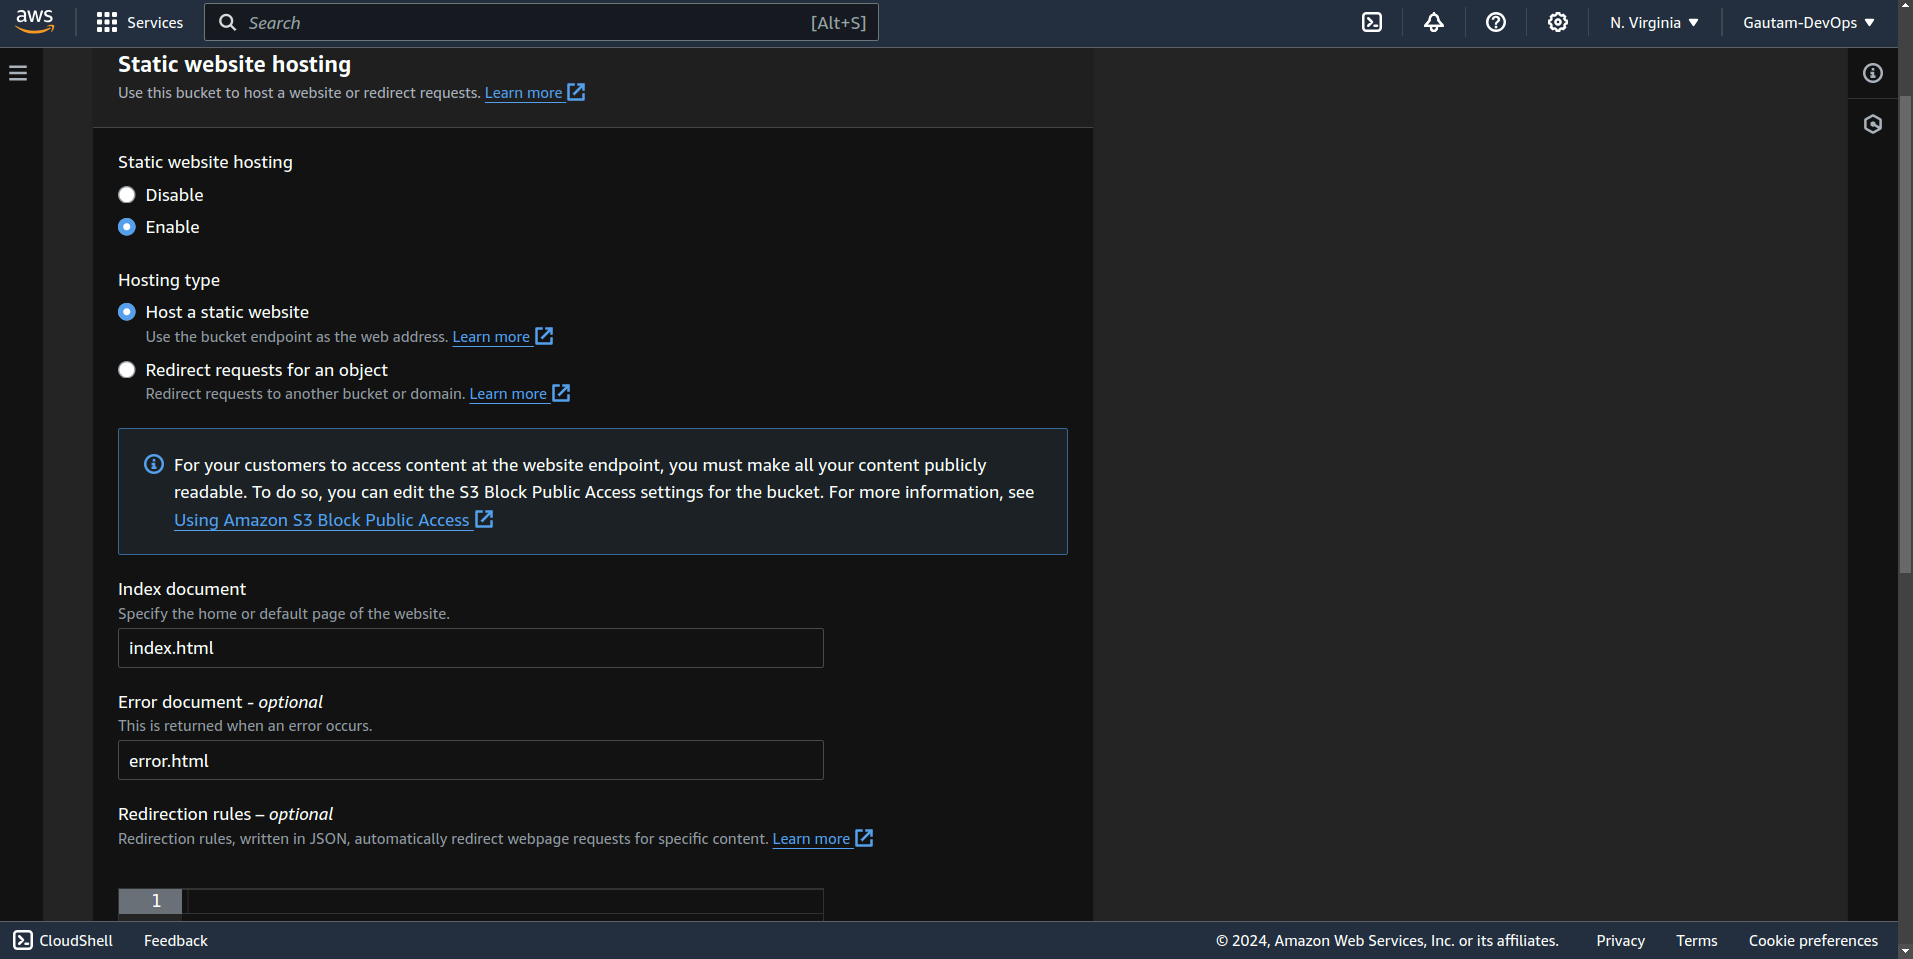 aws
Services
Search
[Alt+S]
N. Virginia
Gautam-DevOps
Static website hosting
Use this bucket to host a website or redirect requests. Learn more
Static website hosting
Disable
Enable
Hosting type
Host a static website
Use the bucket endpoint as the web address. Learn more
Redirect requests for an object
Redirect requests to another bucket or domain. Learn more
For your customers to access content at the website endpoint, you must make all your content publicly
readable. To do so, you can edit the S3 Block Public Access settings for the bucket. For more information, see
Using Amazon S3 Block Public Access
Index document
Specify the home or default page of the website.
index.html
Error document - optional
This is returned when an error occurs.
error.html
Redirection rules – optional
Redirection rules, written in JSON, automatically redirect webpage requests for specific content. Learn more
1
CloudShell
Feedback
© 2024, Amazon Web Services, Inc. or its affiliates.
Privacy
Terms
Cookie preferences